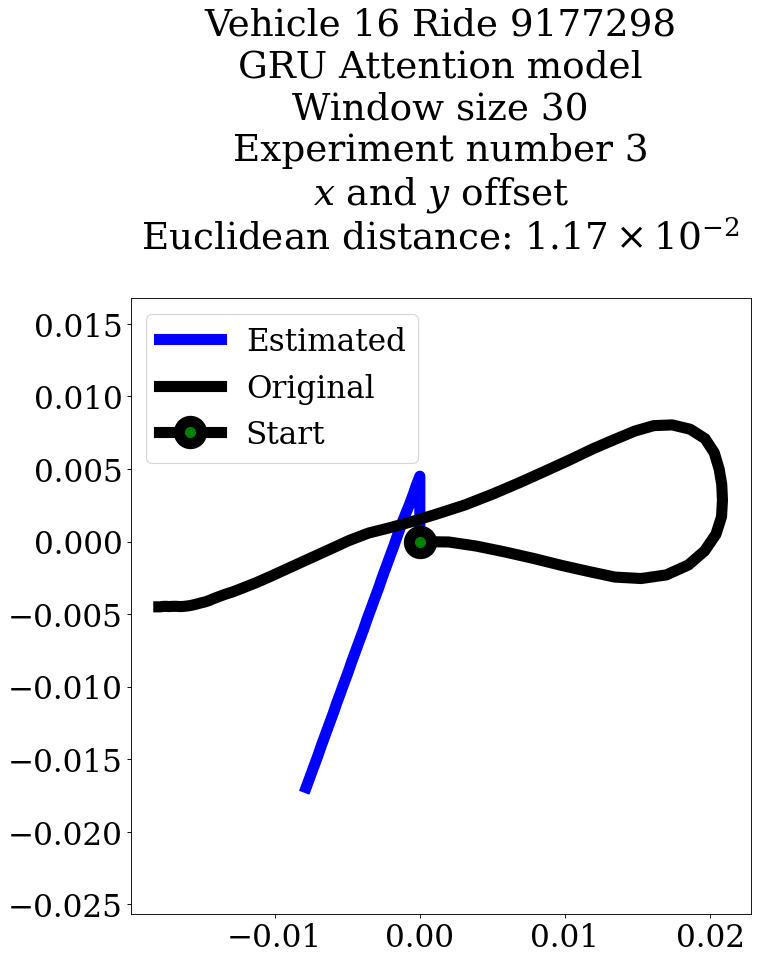 Vehicle 16 Ride 9177298
GRU Attention model
Window size 30
Experiment number 3
x and y offset
Euclidean distance: 1.17 × 10⁻²
Estimated
Original
Start
0.015
0.010
0.005
0.000
−0.005
−0.010
−0.015
−0.020
−0.025
−0.01
0.00
0.01
0.02